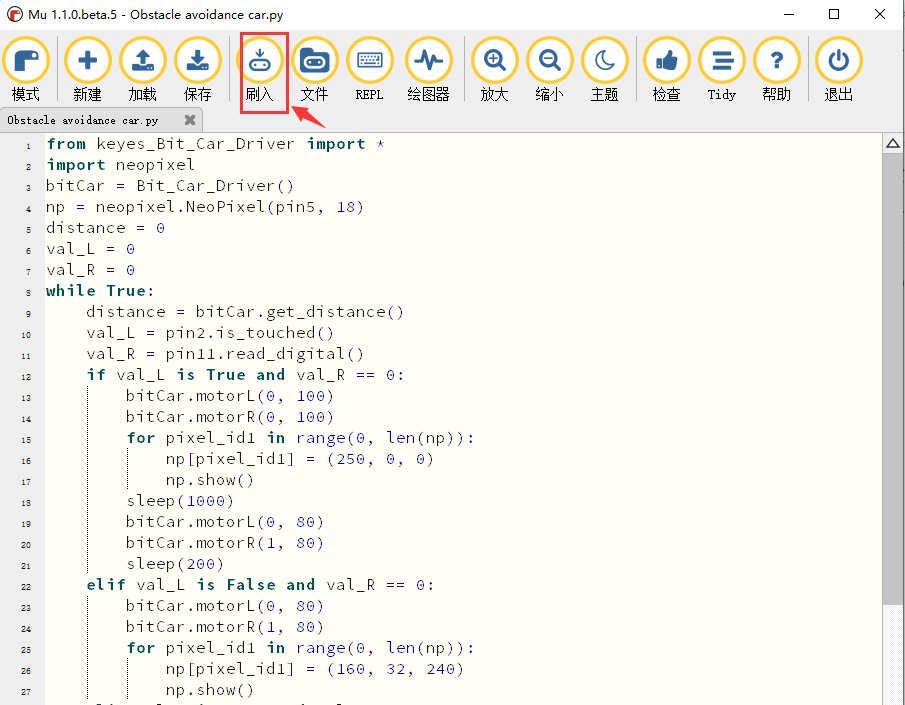 Mu 1.1.0.beta.5 - Obstacle avoidance car.py
模式 新建 加载 保存 刷入 文件 REPL 绘图器 放大 缩小 主题 检查 Tidy 帮助 退出
Obstacle avoidance car.py
1 from keyes_Bit_Car_Driver import *
2 import neopixel
3 bitCar = Bit_Car_Driver()
4 np = neopixel.NeoPixel(pin5, 18)
5 distance = 0
6 val_L = 0
7 val_R = 0
8 while True:
9 distance = bitCar.get_distance()
10 val_L = pin2.is_touched()
11 val_R = pin11.read_digital()
12 if val_L is True and val_R == 0:
13 bitCar.motorL(0, 100)
14 bitCar.motorR(0, 100)
15 for pixel_id1 in range(0, len(np)):
16 np[pixel_id1] = (250, 0, 0)
17 np.show()
18 sleep(1000)
19 bitCar.motorL(0, 80)
20 bitCar.motorR(1, 80)
21 sleep(200)
22 elif val_L is False and val_R == 0:
23 bitCar.motorL(0, 80)
24 bitCar.motorR(1, 80)
25 for pixel_id1 in range(0, len(np)):
26 np[pixel_id1] = (160, 32, 240)
27 np.show()